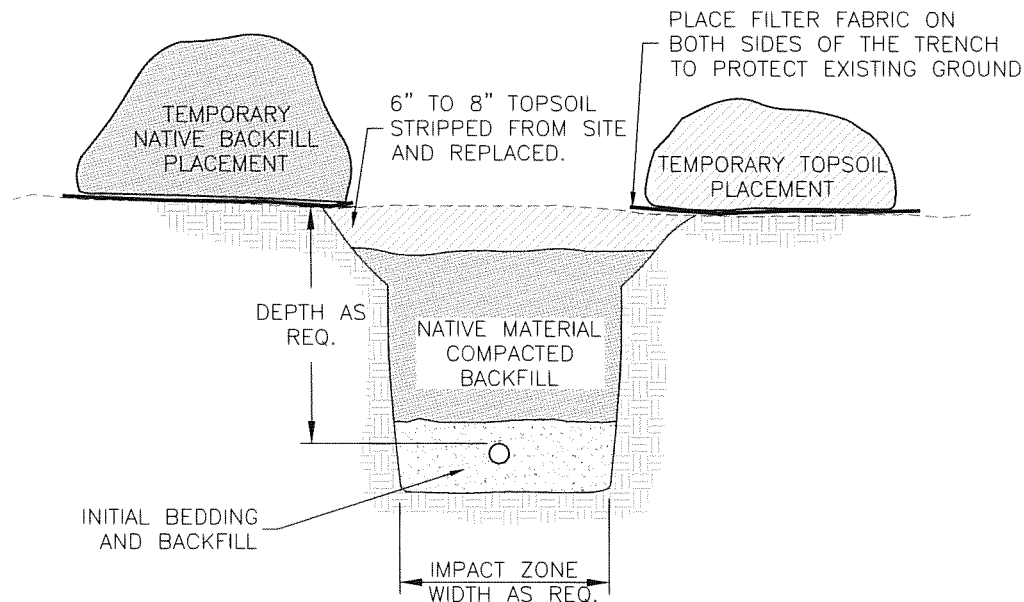 PLACE FILTER FABRIC ON
BOTH SIDES OF THE TRENCH
TO PROTECT EXISTING GROUND
6" TO 8" TOPSOIL
STRIPPED FROM SITE
AND REPLACED.
TEMPORARY
NATIVE BACKFILL
PLACEMENT
TEMPORARY TOPSOIL
PLACEMENT
DEPTH AS
REQ.
NATIVE MATERIAL
COMPACTED
BACKFILL
INITIAL BEDDING
AND BACKFILL
IMPACT ZONE
WIDTH AS REQ.